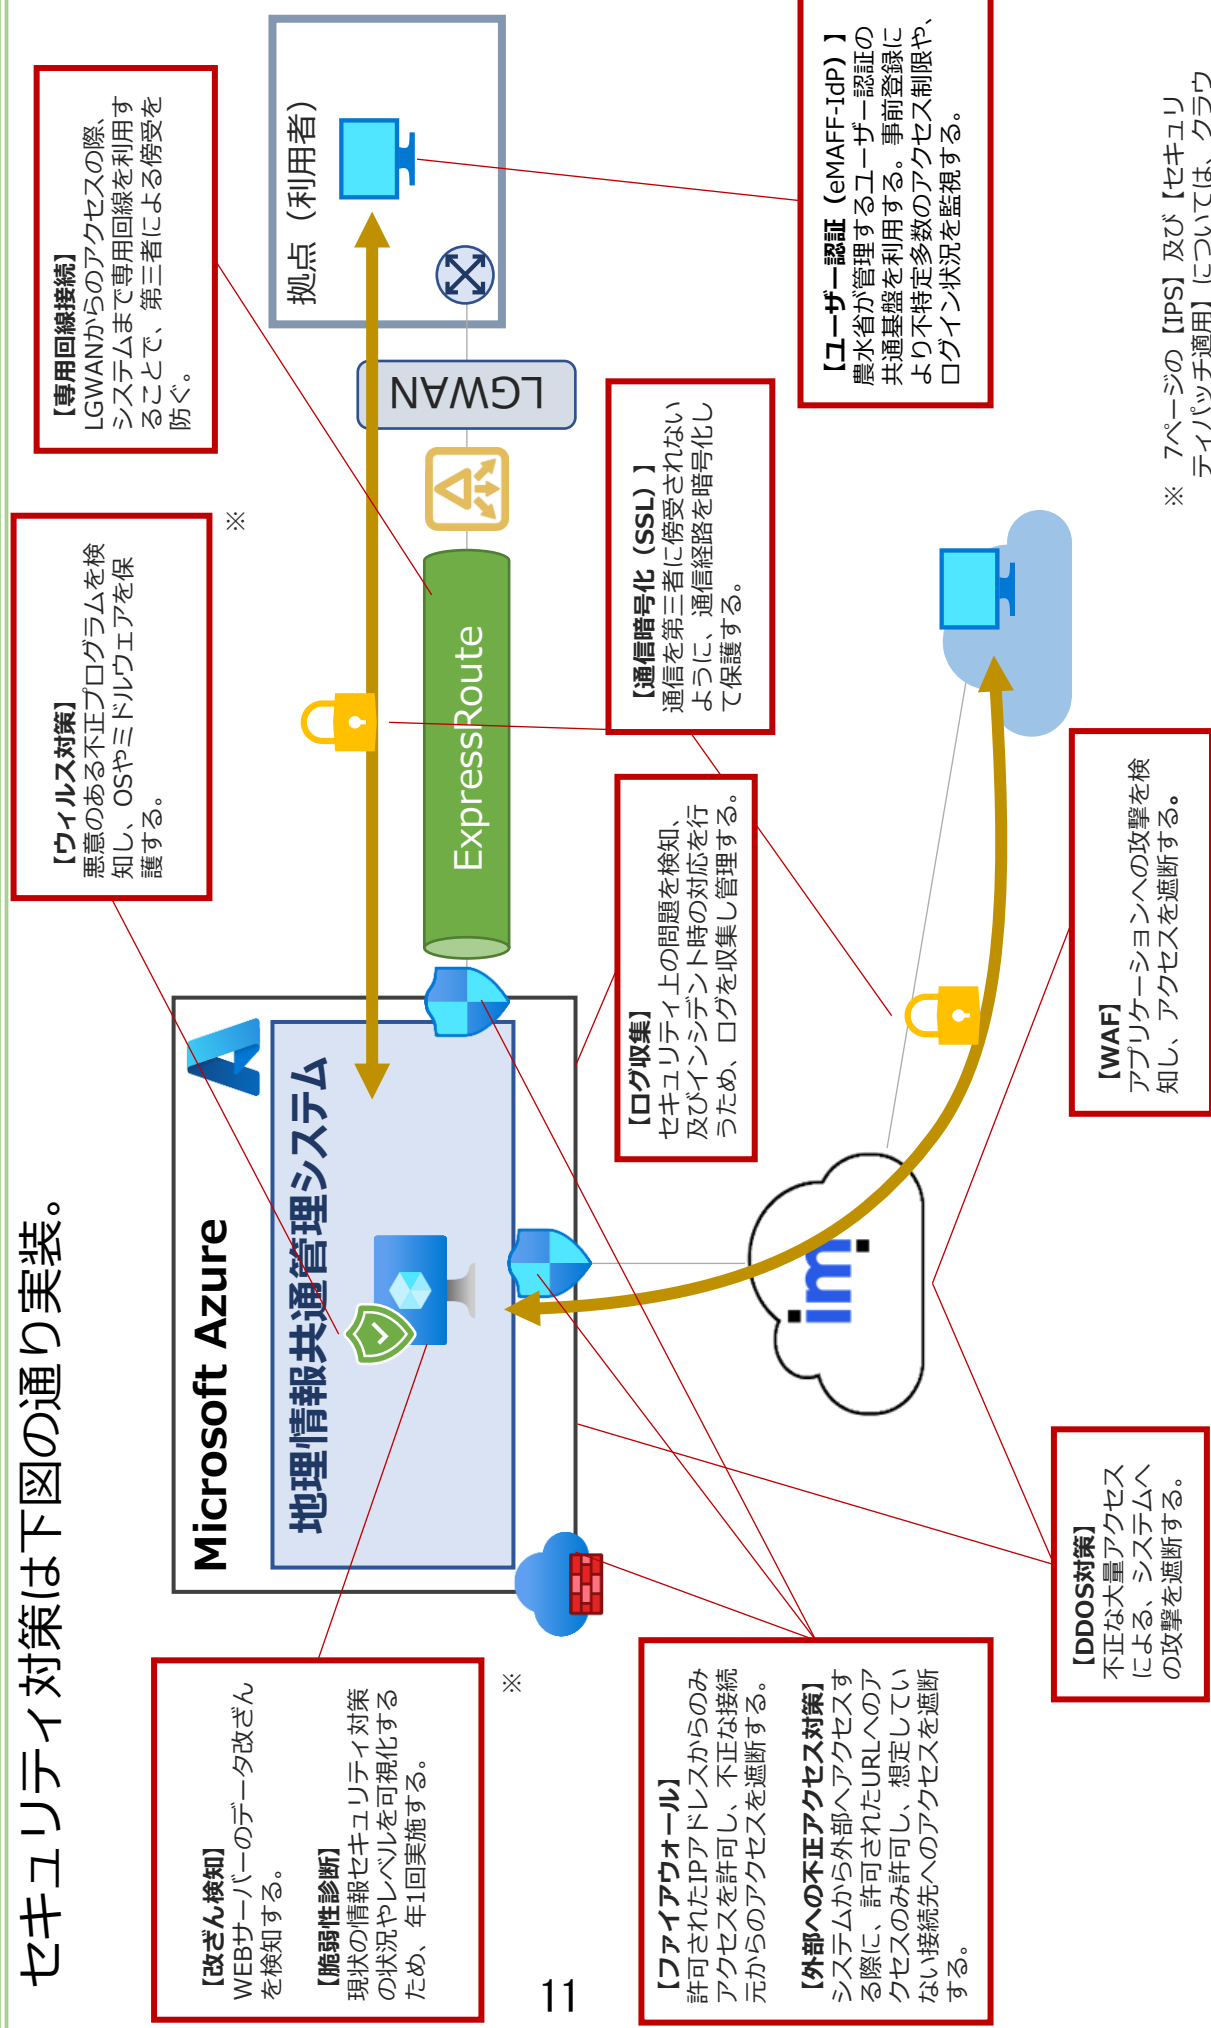 セキュリティ対策は下図の通り実装。
【改ざん検知】
WEBサーバーのデータ改ざん
を検知する。
【脆弱性診断】
現状の情報セキュリティ対策
の状況やレベルを可視化する
ため、年1回実施する。
※
【ウィルス対策】
悪意のある不正プログラムを検
知し、OSやミドルウェアを保
護する。
※
【専用回線接続】
LGWANからのアクセスの際、
システムまで専用回線を利用す
ることで、第三者による傍受を
防ぐ。
Microsoft Azure
地理情報共通管理システム
ExpressRoute
LGWAN
拠点（利用者）
【ファイアウォール】
許可されたIPアドレスからのみ
アクセスを許可し、不正な接続
元からのアクセスを遮断する。
【外部への不正アクセス対策】
システムから外部へアクセスす
る際に、許可されたURLへのア
クセスのみ許可し、想定してい
ない接続先へのアクセスを遮断
する。
【ログ収集】
セキュリティ上の問題を検知、
及びインシデント時の対応を行
うため、ログを収集し管理する。
【通信暗号化（SSL）】
通信を第三者に傍受されない
ように、通信経路を暗号化し
て保護する。
【ユーザー認証（eMAFF-IdP）】
農水省が管理するユーザー認証の
共通基盤を利用する。事前登録に
より不特定多数のアクセス制限や、
ログイン状況を監視する。
im
【DDOS対策】
不正な大量アクセス
による、システムへ
の攻撃を遮断する。
【WAF】
アプリケーションへの攻撃を検
知し、アクセスを遮断する。
※ 7ページの【IPS】及び【セキュリ
ティパッチ適用】については、クラウ
11